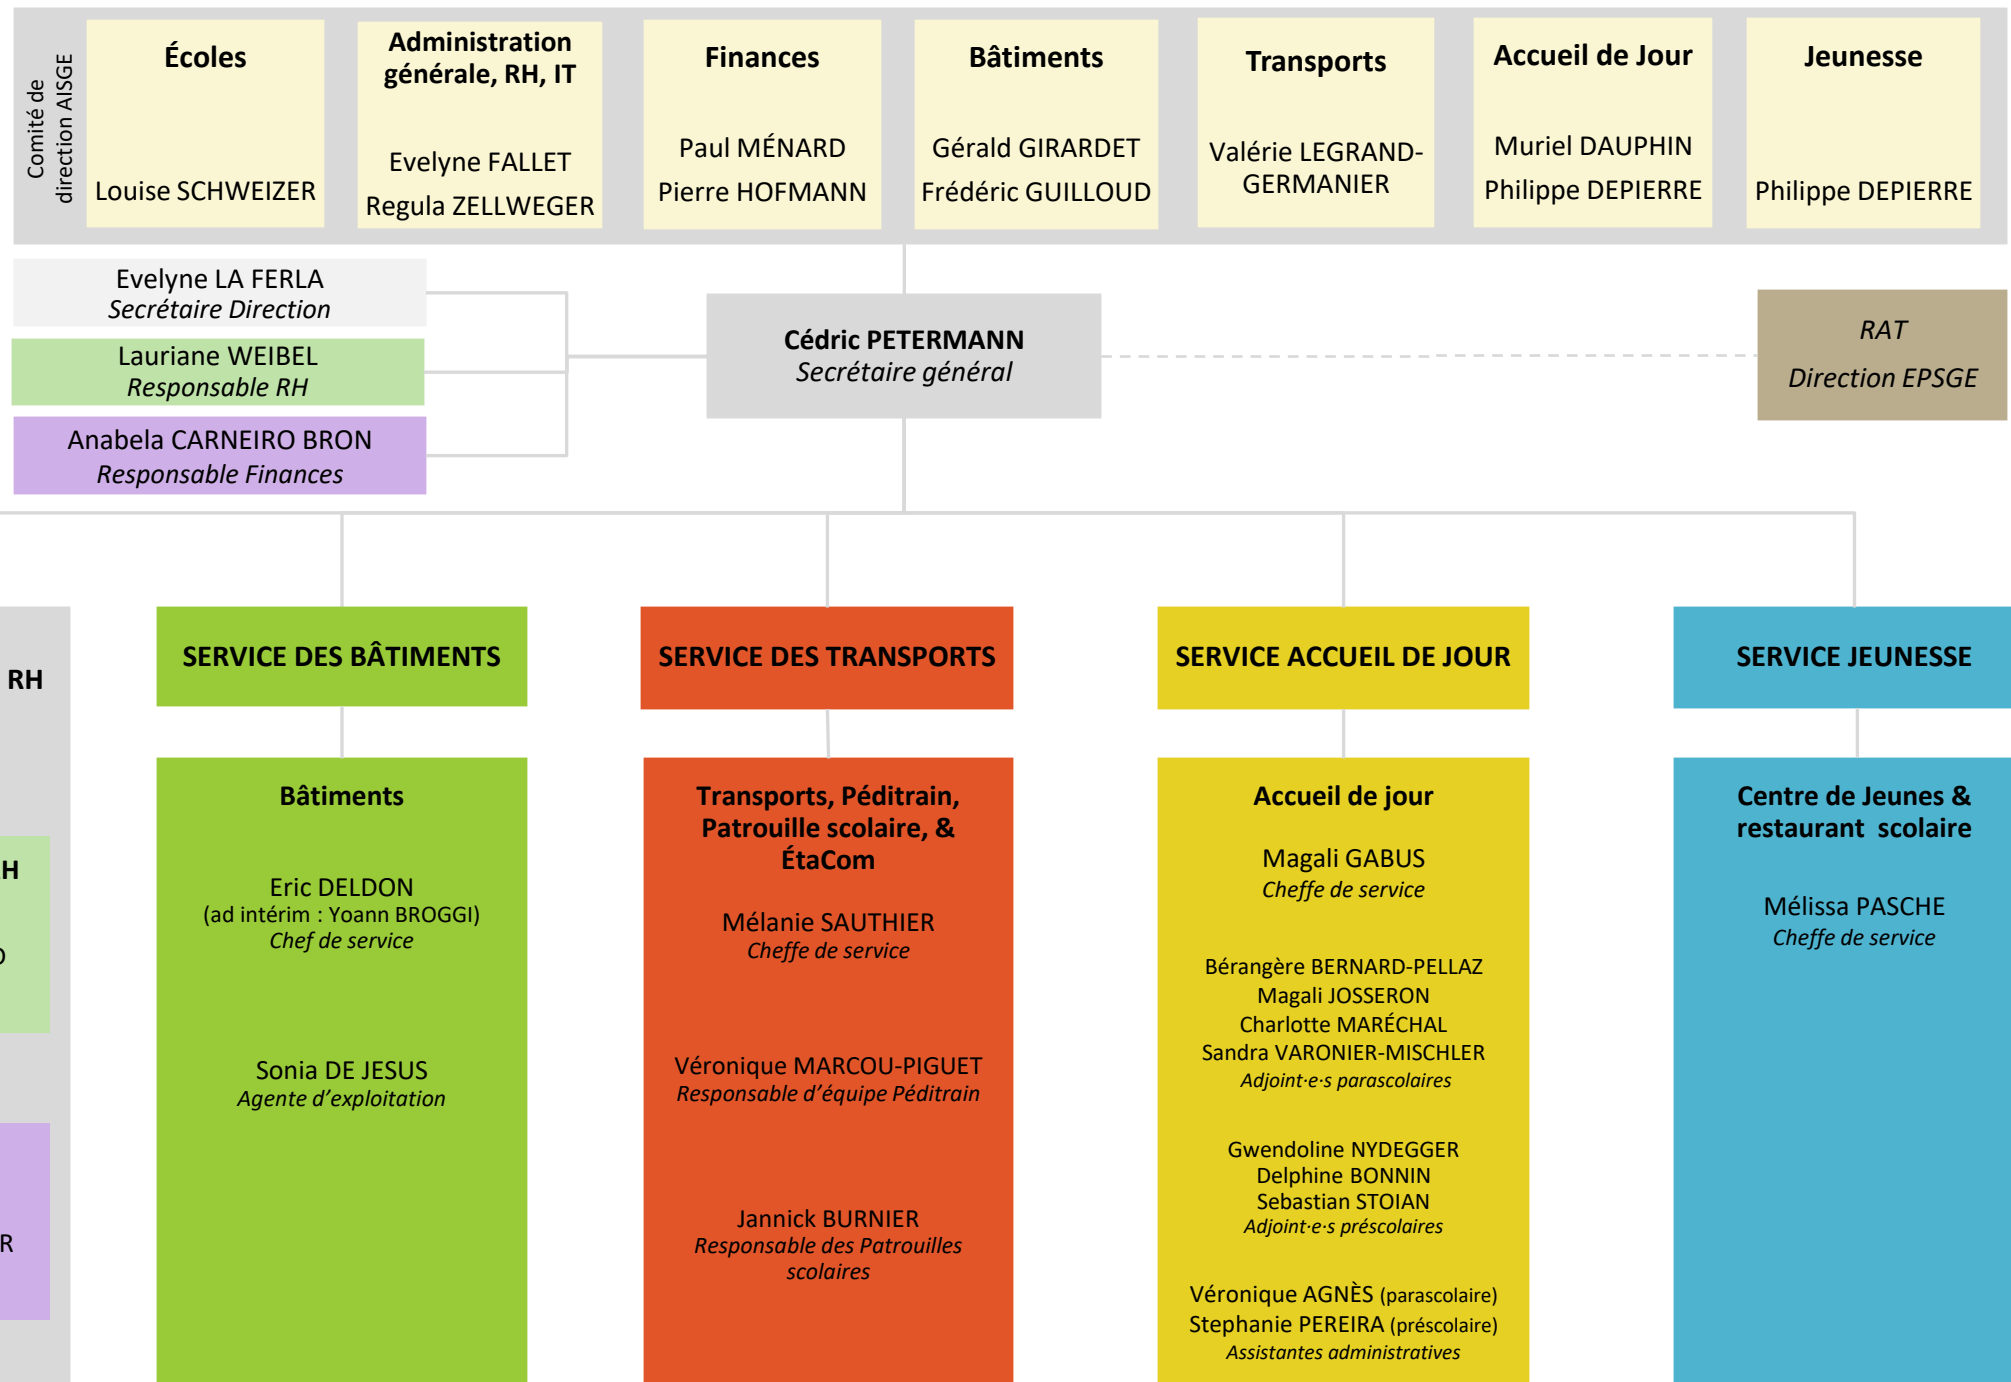 Comité de
direction AISGE
Écoles
Louise SCHWEIZER
Administration
générale, RH, IT
Evelyne FALLET
Regula ZELLWEGER
Finances
Paul MÉNARD
Pierre HOFMANN
Bâtiments
Gérald GIRARDET
Frédéric GUILLOUD
Transports
Valérie LEGRAND-
GERMANIER
Accueil de Jour
Muriel DAUPHIN
Philippe DEPIERRE
Jeunesse
Philippe DEPIERRE
Evelyne LA FERLA
Secrétaire Direction
Lauriane WEIBEL
Responsable RH
Anabela CARNEIRO BRON
Responsable Finances
Cédric PETERMANN
Secrétaire général
RAT
Direction EPSGE
RH
SERVICE DES BÂTIMENTS
Bâtiments
Eric DELDON
(ad intérim : Yoann BROGGI)
Chef de service
Sonia DE JESUS
Agente d'exploitation
SERVICE DES TRANSPORTS
Transports, Péditrain,
Patrouille scolaire, &
ÉtaCom
Mélanie SAUTHIER
Cheffe de service
Véronique MARCOU-PIGUET
Responsable d'équipe Péditrain
Jannick BURNIER
Responsable des Patrouilles
scolaires
SERVICE ACCUEIL DE JOUR
Accueil de jour
Magali GABUS
Cheffe de service
Bérangère BERNARD-PELLAZ
Magali JOSSERON
Charlotte MARÉCHAL
Sandra VARONIER-MISCHLER
Adjoint·e·s parascolaires
Gwendoline NYDEGGER
Delphine BONNIN
Sebastian STOIAN
Adjoint·e·s préscolaires
Véronique AGNÈS (parascolaire)
Stephanie PEREIRA (préscolaire)
Assistantes administratives
SERVICE JEUNESSE
Centre de Jeunes &
restaurant scolaire
Mélissa PASCHE
Cheffe de service